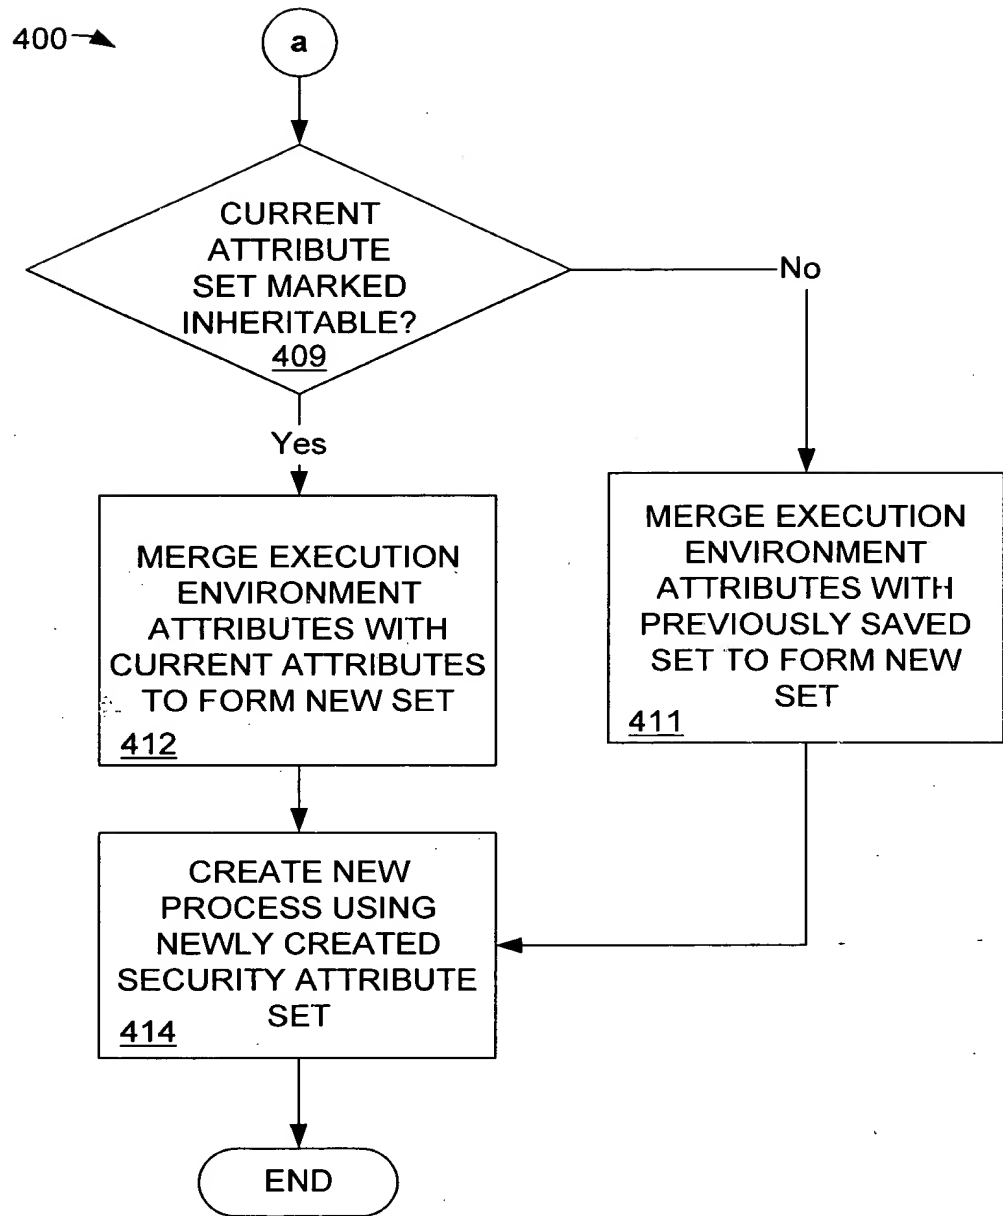 400
a
CURRENT
ATTRIBUTE
SET MARKED
INHERITABLE?
409
No
Yes
MERGE EXECUTION
ENVIRONMENT
ATTRIBUTES WITH
CURRENT ATTRIBUTES
TO FORM NEW SET
412
MERGE EXECUTION
ENVIRONMENT
ATTRIBUTES WITH
PREVIOUSLY SAVED
SET TO FORM NEW
SET
411
CREATE NEW
PROCESS USING
NEWLY CREATED
SECURITY ATTRIBUTE
SET
414
END